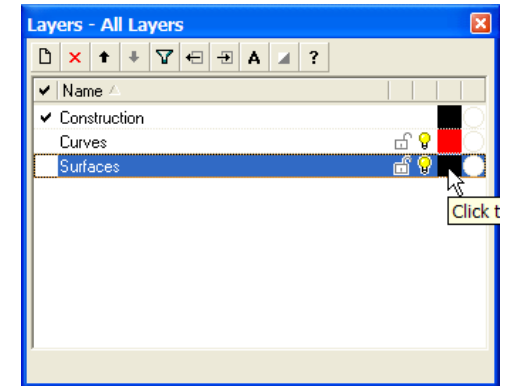 Layers - All Layers
A ?
Name
Construction
Curves
Surfaces
Click t